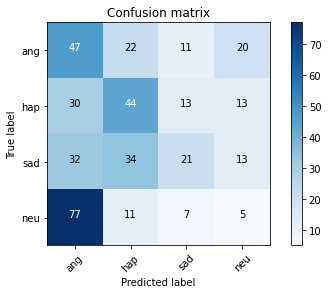 Confusion matrix
ang 47 22 11 20
hap 30 44 13 13
sad 32 34 21 13
neu 77 11 7 5
ang hap sad neu
True label
Predicted label
70
60
50
40
30
20
10